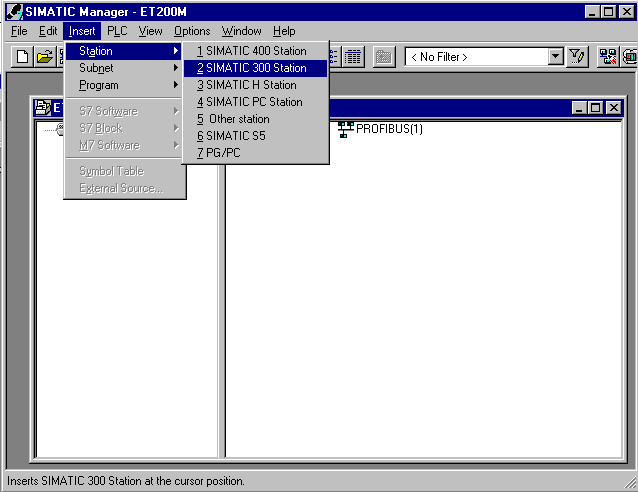 SIMATIC Manager - ET200M
File Edit Insert PLC View Options Window Help
< No Filter >
Station
Subnet
Program
S7 Software
S7 Block
M7 Software
Symbol Table
External Source...
1 SIMATIC 400 Station
2 SIMATIC 300 Station
3 SIMATIC H Station
4 SIMATIC PC Station
5 Other station
6 SIMATIC S5
7 PG/PC
ET
PROFIBUS(1)
Inserts SIMATIC 300 Station at the cursor position.